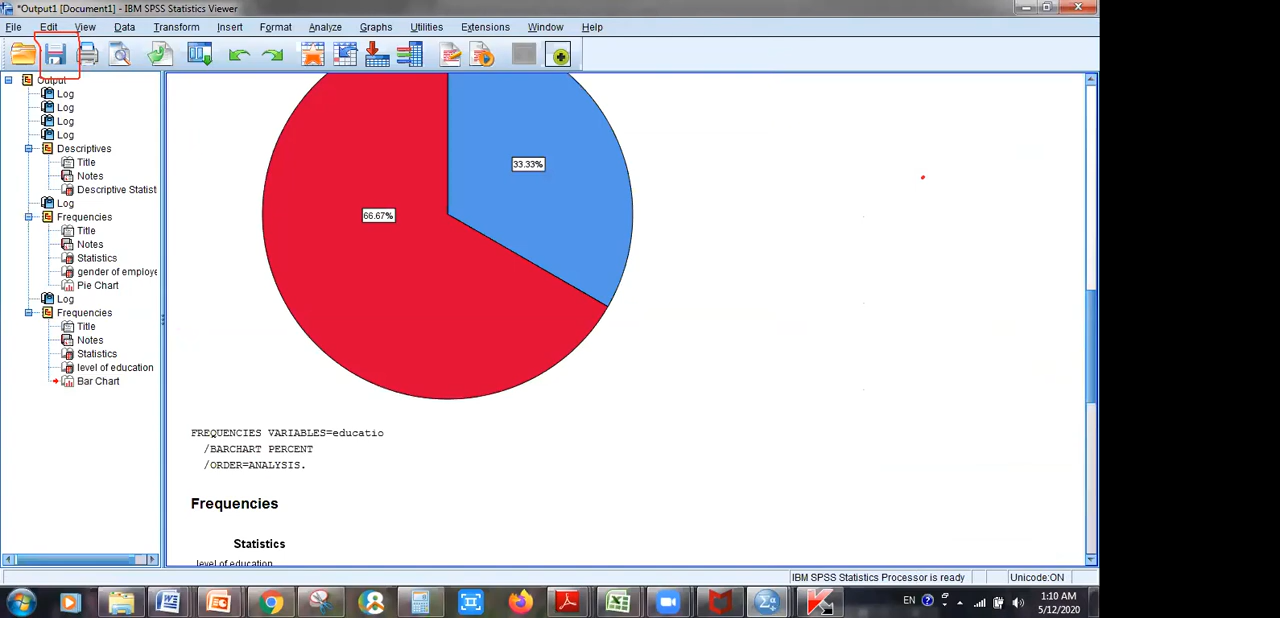 *Output1 [Document1] - IBM SPSS Statistics Viewer
File Edit View Data Transform Insert Format Analyze Graphs Utilities Extensions Window Help
Output
Log
Log
Log
Log
Descriptives
Title
Notes
Descriptive Statist
Log
Frequencies
Title
Notes
Statistics
gender of employe
Pie Chart
Log
Frequencies
Title
Notes
Statistics
level of education
Bar Chart
33.33%
66.67%
FREQUENCIES VARIABLES=educatio
/BARCHART PERCENT
/ORDER=ANALYSIS.
Frequencies
Statistics
level of education
IBM SPSS Statistics Processor is ready
Unicode:ON
EN
1:10 AM
5/12/2020